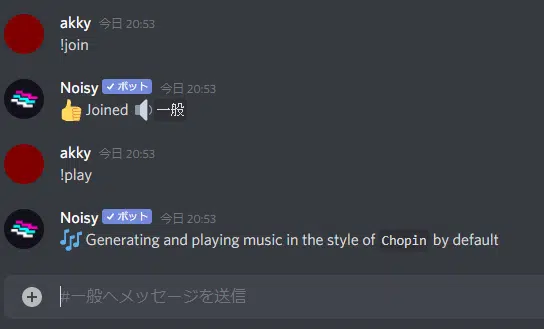 akky 今日 20:53
!join
Noisy ✓ボット 今日 20:53
👍 Joined 🔈 一般
akky 今日 20:53
!play
Noisy ✓ボット 今日 20:53
🎶 Generating and playing music in the style of Chopin by default
#一般へメッセージを送信